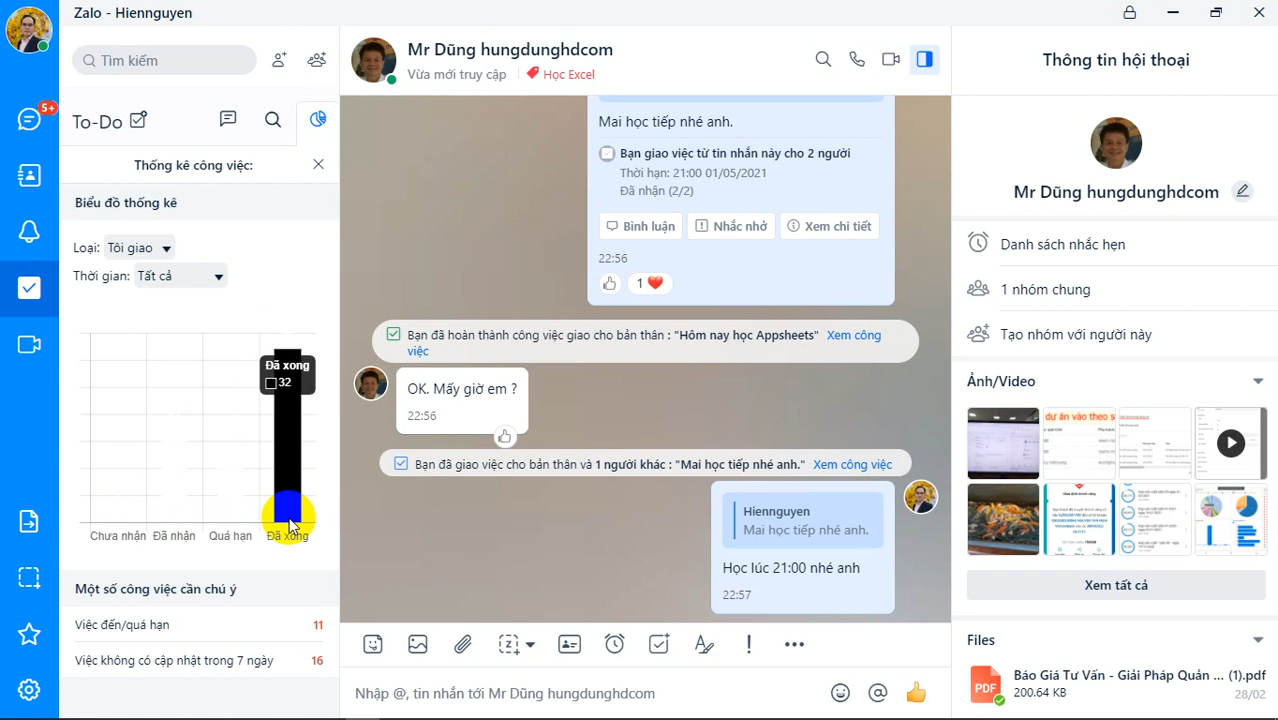 Zalo - Hiennguyen
Tìm kiếm
5+
To-Do
Thống kê công việc:
Biểu đồ thống kê
Loại: Tôi giao
Thời gian: Tất cả
Đã xong
32
Chưa nhận Đã nhận Quá hạn Đã xong
Một số công việc cần chú ý
Việc đến/quá hạn 11
Việc không có cập nhật trong 7 ngày 16
Mr Dũng hungdunghdcom
Vừa mới truy cập Học Excel
Mai học tiếp nhé anh.
Bạn giao việc từ tin nhắn này cho 2 người
Thời hạn: 21:00 01/05/2021
Đã nhận (2/2)
Bình luận Nhắc nhở Xem chi tiết
22:56
1
Bạn đã hoàn thành công việc giao cho bản thân : "Hôm nay học Appsheets" Xem công
việc
OK. Mấy giờ em ?
22:56
Bạn đã giao việc cho bản thân và 1 người khác : "Mai học tiếp nhé anh." Xem công việc
Hiennguyen
Mai học tiếp nhé anh.
Học lúc 21:00 nhé anh
22:57
Nhập @, tin nhắn tới Mr Dũng hungdunghdcom
Thông tin hội thoại
Mr Dũng hungdunghdcom
Danh sách nhắc hẹn
1 nhóm chung
Tạo nhóm với người này
Ảnh/Video
dự án vào theo s
Xem tất cả
Files
PDF
Báo Giá Tư Vấn - Giải Pháp Quản ... (1).pdf
200.64 KB 28/02